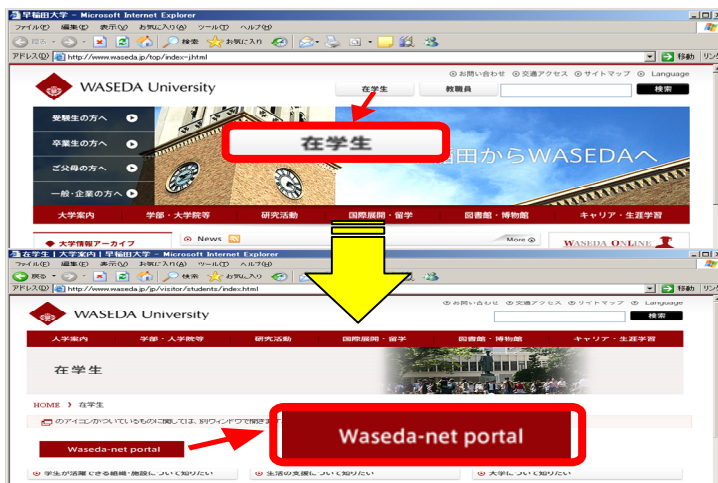 早稲田大学 - Microsoft Internet Explorer
ファイル(F) 編集(E) 表示(V) お気に入り(A) ツール(T) ヘルプ(H)
戻る 検索 お気に入り
アドレス(D) http://www.waseda.jp/top/index-j.html 移動 リンク
お問い合わせ 交通アクセス サイトマップ Language
WASEDA University 在学生 教職員 検索
受験生の方へ
卒業生の方へ
在学生
稲田からWASEDAへ
ご父母の方へ
一般・企業の方へ
大学案内 学部・大学院等 研究活動 国際展開・留学 図書館・博物館 キャリア・生涯学習
大学情報アーカイブ News More WASEDA ONLINE
在学生|大学案内|早稲田大学 - Microsoft Internet Explorer
ファイル(F) 編集(E) 表示(V) お気に入り(A) ツール(T) ヘルプ(H)
戻る 検索 お気に入り
アドレス(D) http://www.waseda.jp/jp/visitor/students/index.html 移動 リンク
お問い合わせ 交通アクセス サイトマップ Language
WASEDA University 検索
大学案内 学部・大学院等 研究活動 国際展開・留学 図書館・博物館 キャリア・生涯学習
在学生
HOME 》 在学生
のアイコンがついているものに関しては、別ウィンドウで開きます
Waseda-net portal
Waseda-net portal
学生が活躍できる組織・施設について知りたい 生活の支援について知りたい 大学について知りたい